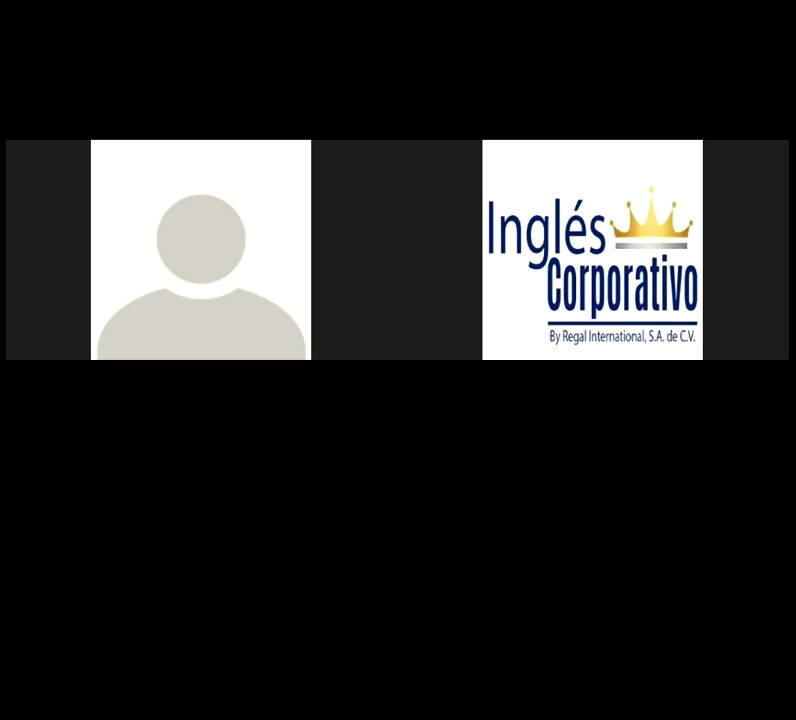 Inglés
Corporativo
By Regal International, S.A. de C.V.